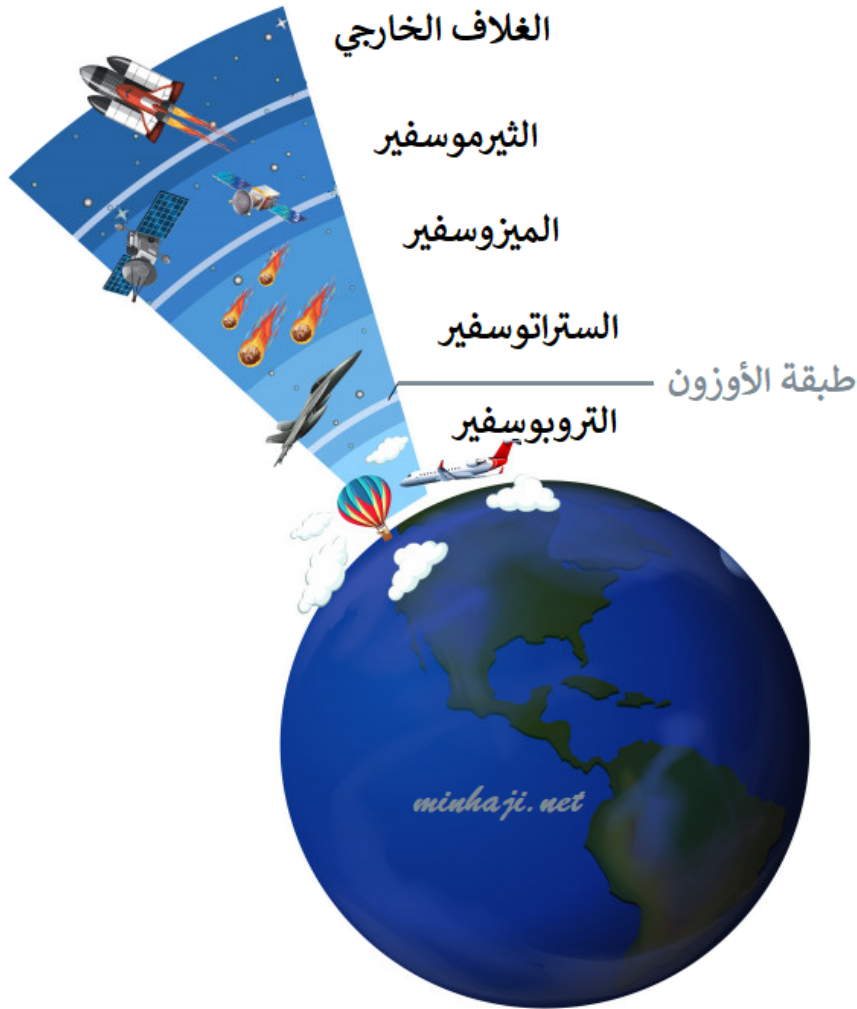 الغلاف الخارجي
الثيرموسفير
الميزوسفير
الستراتوسفير
طبقة الأوزون
التروبوسفير
minhaji.net